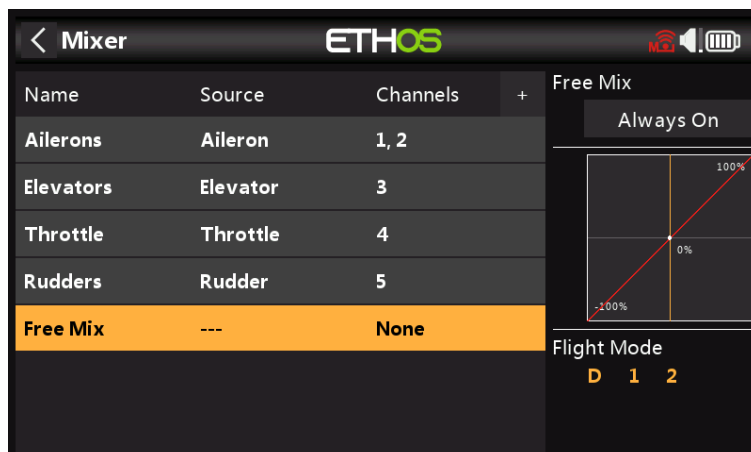 < Mixer ETHOS M
Name Source Channels +
Ailerons Aileron 1, 2
Elevators Elevator 3
Throttle Throttle 4
Rudders Rudder 5
Free Mix --- None
Free Mix
Always On
100%
0%
-100%
Flight Mode
D 1 2